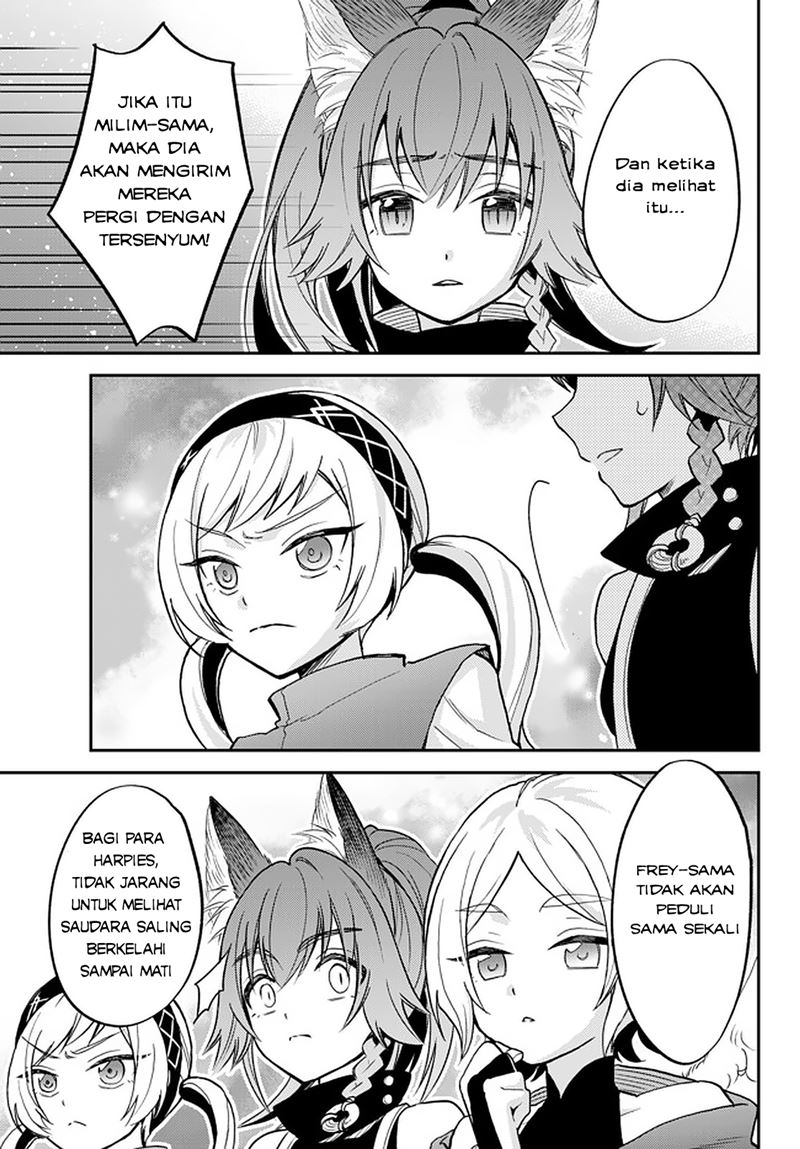 Dan ketika
dia melihat
itu...
JIKA ITU
MILIM-SAMA,
MAKA DIA
AKAN MENGIRIM
MEREKA
PERGI DENGAN
TERSENYUM!
FREY-SAMA
TIDAK AKAN
PEDULI
SAMA SEKALI
BAGI PARA
HARPIES,
TIDAK JARANG
UNTUK MELIHAT
SAUDARA SALING
BERKELAHI
SAMPAI MATI